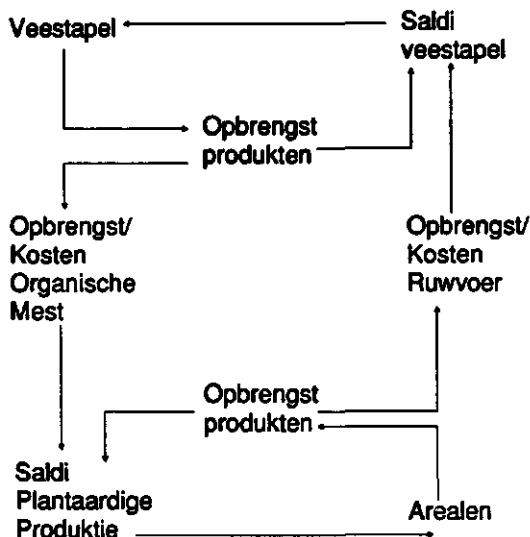 Veestapel
Saldi
veestapel
Opbrengst
produkten
Opbrengst/
Kosten
Organische
Mest
Opbrengst/
Kosten
Ruwvoer
Opbrengst
produkten
Saldi
Plantaardige
Produktie
Arealen